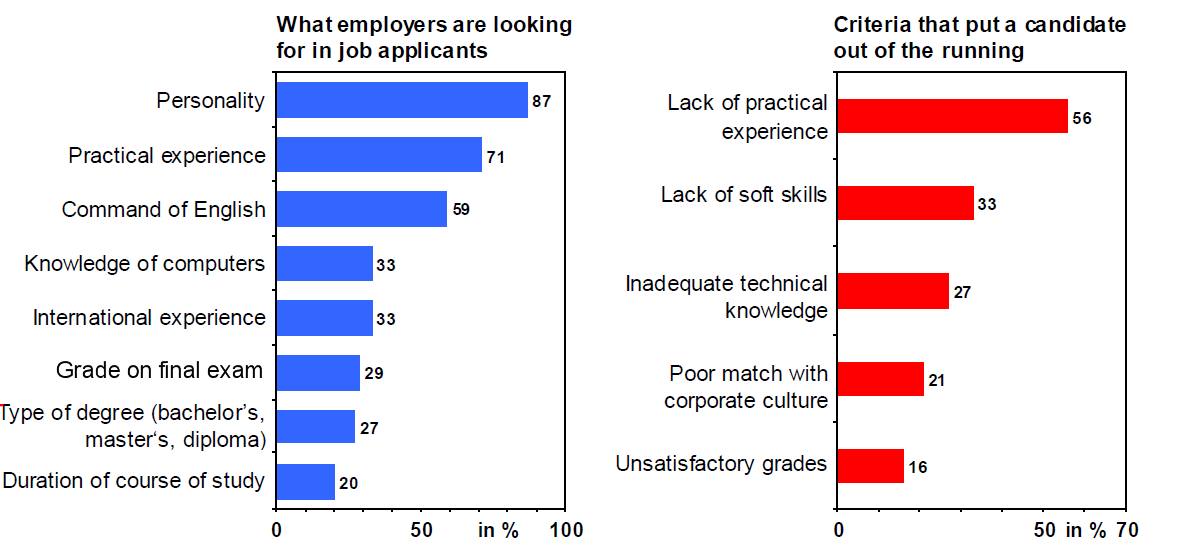 What employers are looking
for in job applicants
Personality
87
Practical experience
71
Command of English
59
Knowledge of computers
33
International experience
33
Grade on final exam
29
Type of degree (bachelor's,
master's, diploma)
27
Duration of course of study
20
0 50 in % 100
Criteria that put a candidate
out of the running
Lack of practical
experience
56
Lack of soft skills
33
Inadequate technical
knowledge
27
Poor match with
corporate culture
21
Unsatisfactory grades
16
0 50 in % 70